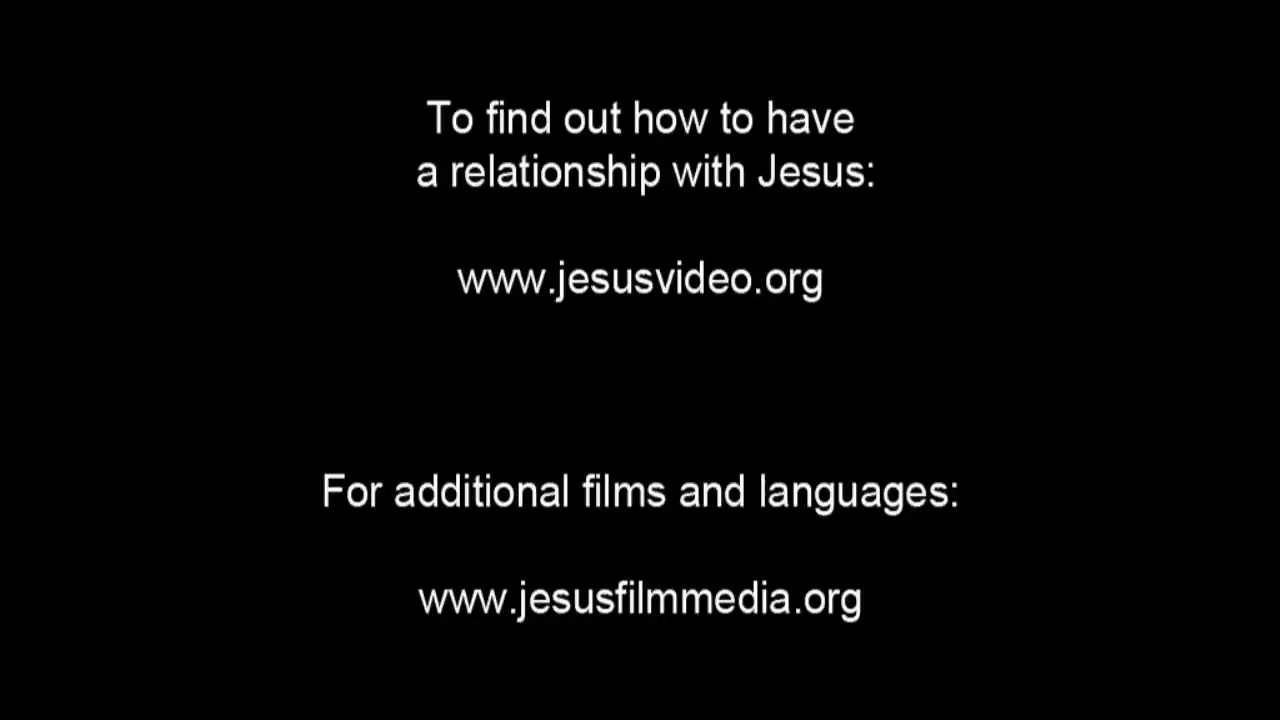 To find out how to have
a relationship with Jesus:
www.jesusvideo.org
For additional films and languages:
www.jesusfilmmedia.org